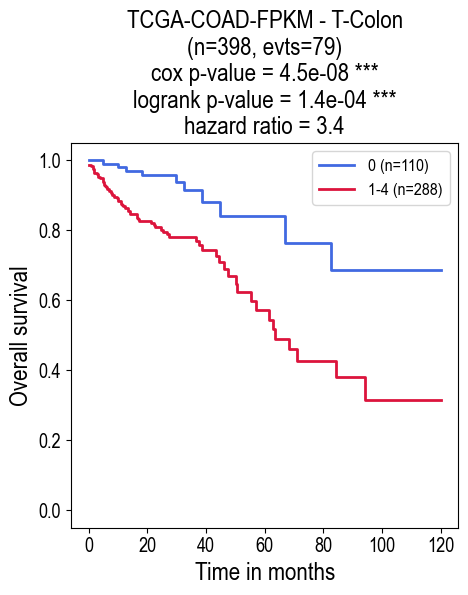 TCGA-COAD-FPKM - T-Colon
(n=398, evts=79)
cox p-value = 4.5e-08 ***
logrank p-value = 1.4e-04 ***
hazard ratio = 3.4
0 (n=110)
1-4 (n=288)
Overall survival
1.0
0.8
0.6
0.4
0.2
0.0
0 20 40 60 80 100 120
Time in months